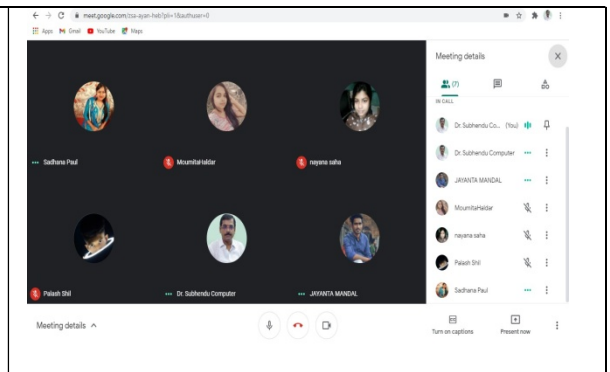 meet.google.com/zsa-ayan-heb?pli=1&authuser=0
Apps Gmail YouTube Maps
Sadhana Paul
MoumitaHaldar
nayana saha
Palash Shil
Dr. Subhendu Computer
JAYANTA MANDAL
Meeting details
(7)
IN CALL
Dr. Subhendu Co... (You)
Dr. Subhendu Computer
JAYANTA MANDAL
MoumitaHaldar
nayana saha
Palash Shil
Sadhana Paul
Meeting details
Turn on captions
Present now